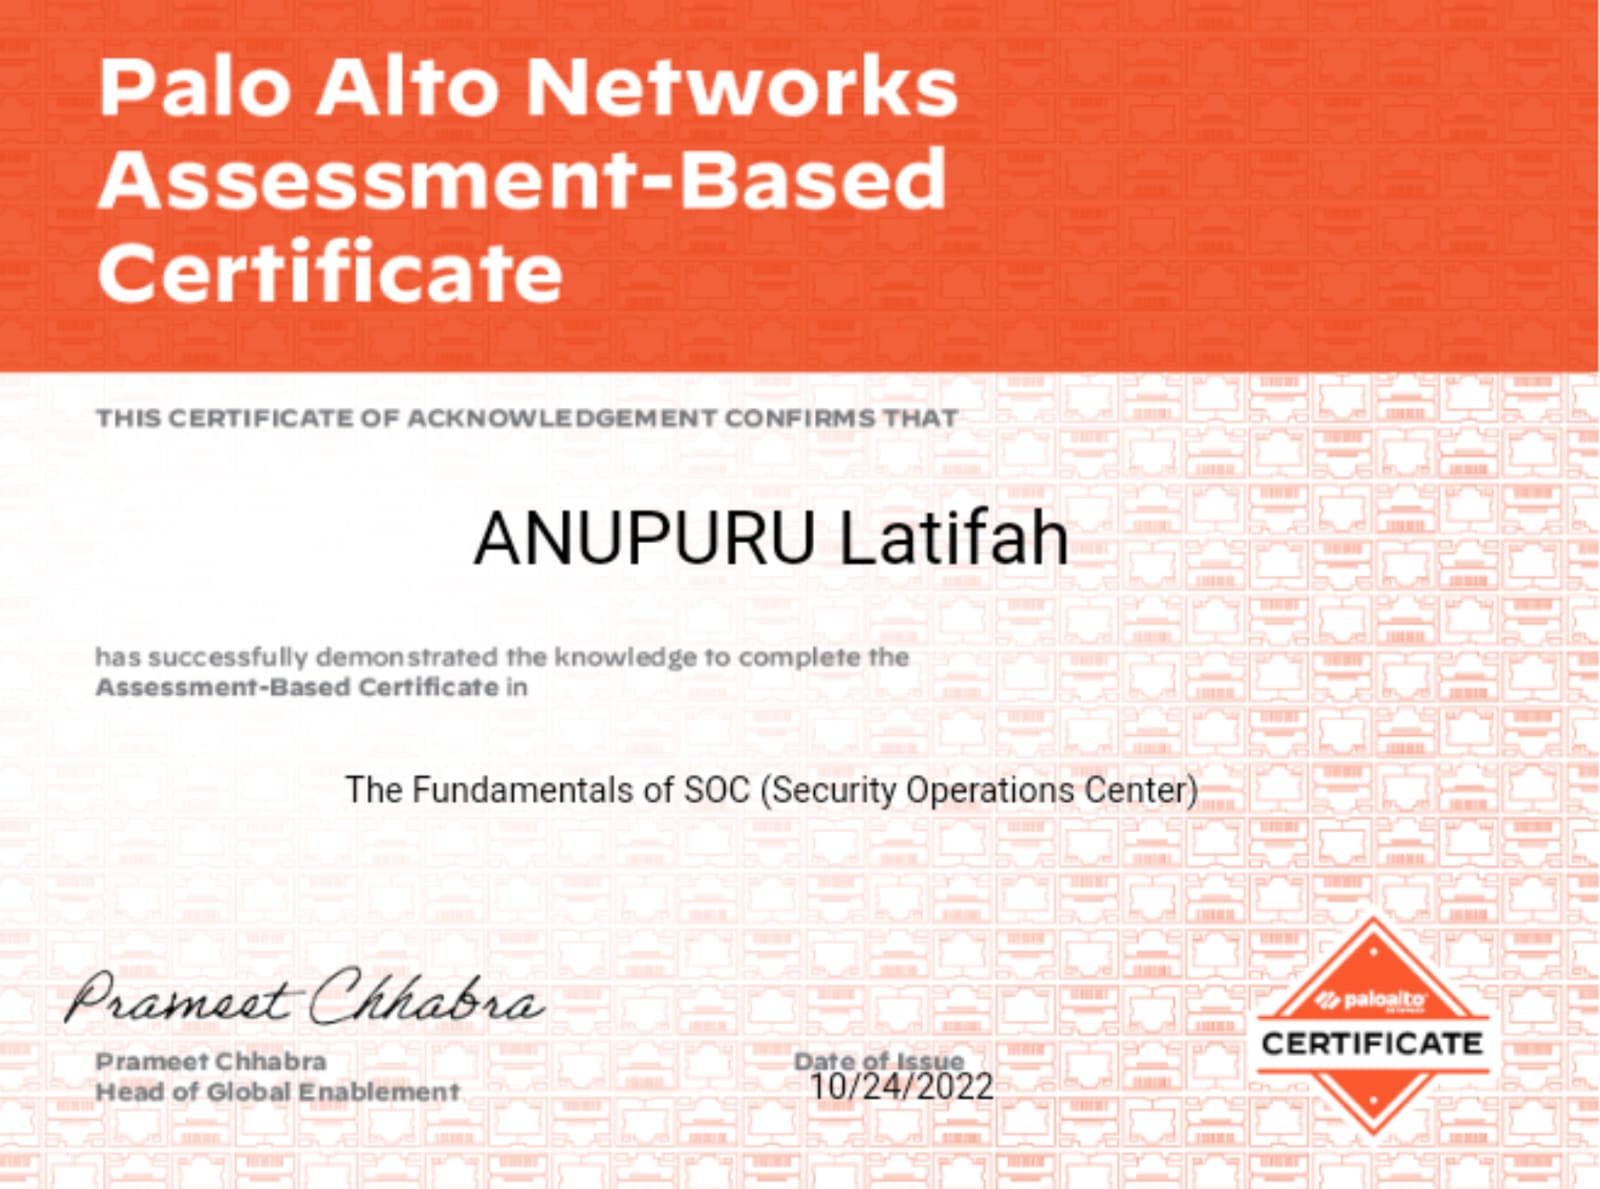 Palo Alto Networks
Assessment-Based
Certificate
THIS CERTIFICATE OF ACKNOWLEDGEMENT CONFIRMS THAT
ANUPURU Latifah
has successfully demonstrated the knowledge to complete the
Assessment-Based Certificate in
The Fundamentals of SOC (Security Operations Center)
Prameet Chhabra
Prameet Chhabra
Head of Global Enablement
Date of Issue
10/24/2022
paloalto
NETWORKS
CERTIFICATE